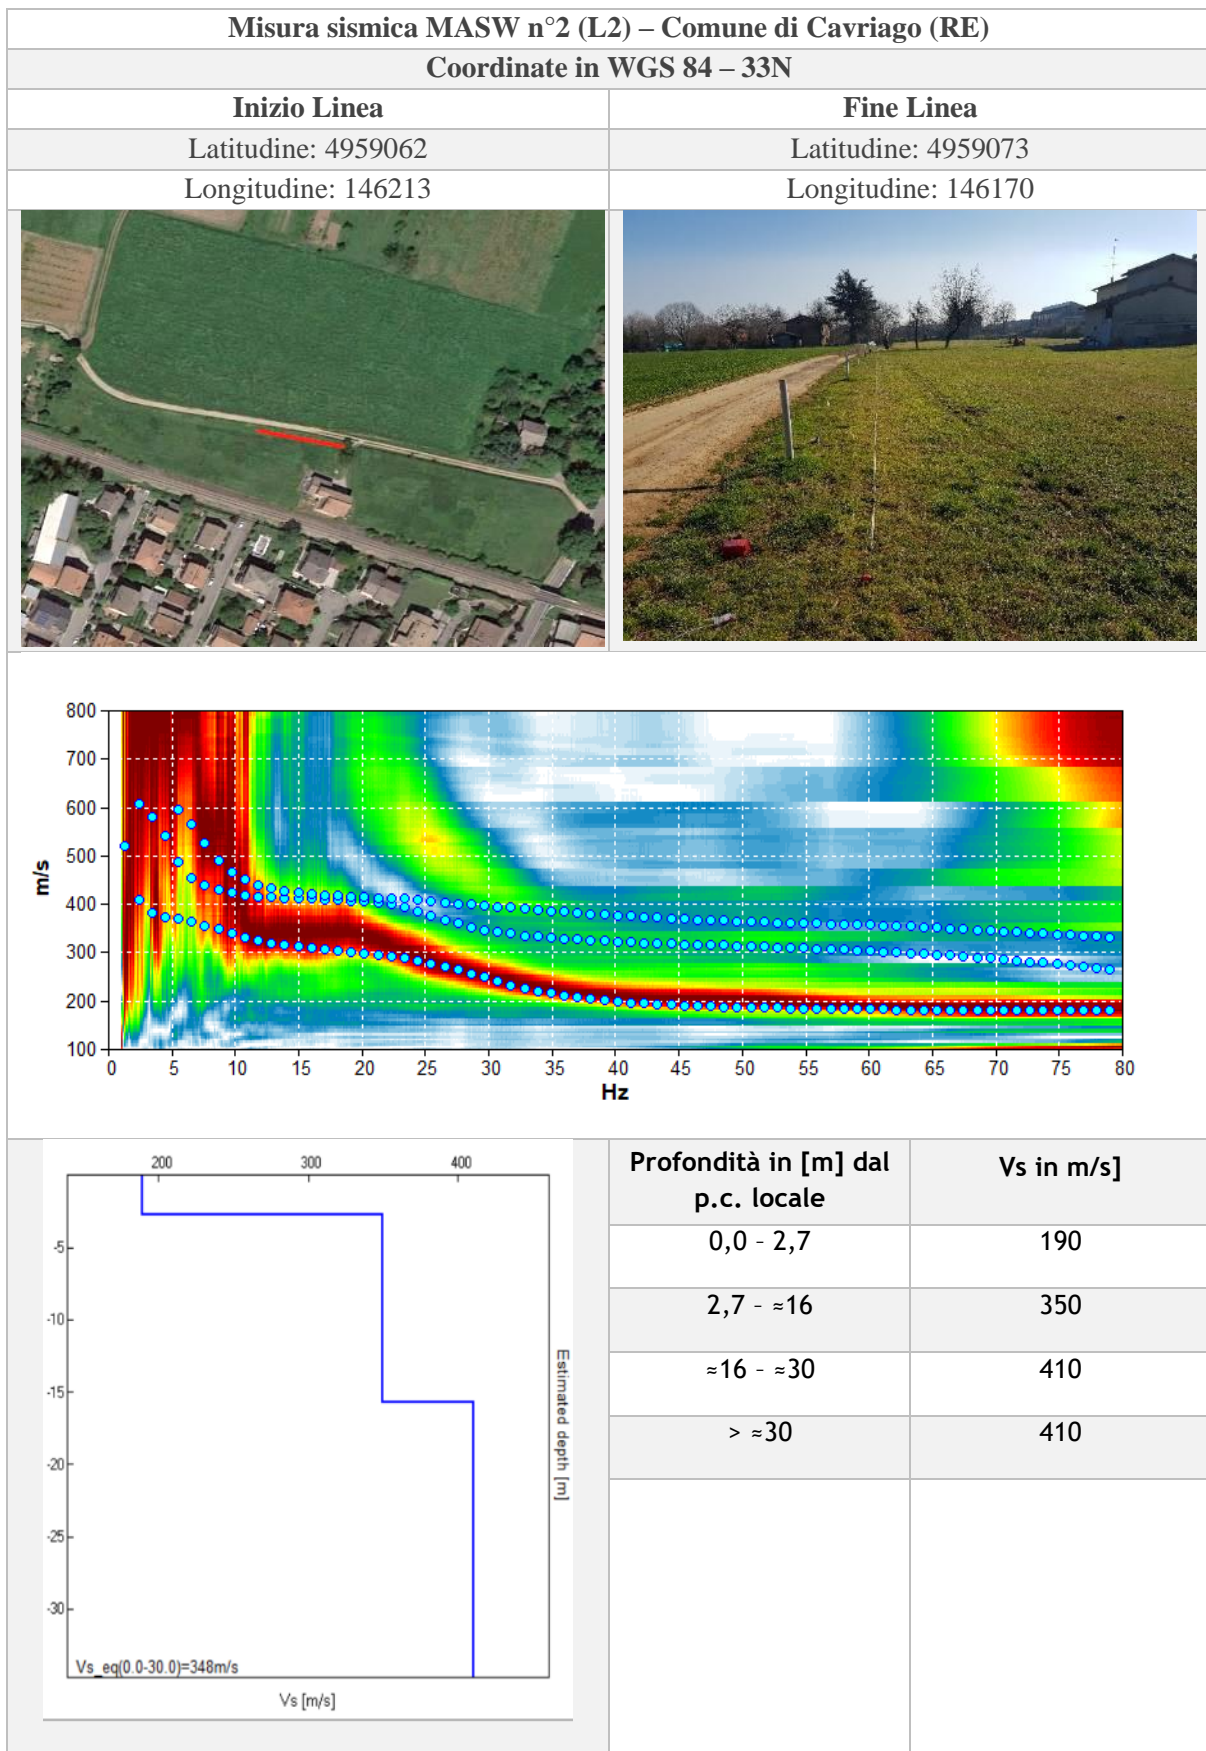 Misura sismica MASW n°2 (L2) – Comune di Cavriago (RE)
Coordinate in WGS 84 – 33N
Inizio Linea
Fine Linea
Latitudine: 4959062
Latitudine: 4959073
Longitudine: 146213
Longitudine: 146170
800
700
600
500
400
300
200
100
m/s
0 5 10 15 20 25 30 35 40 45 50 55 60 65 70 75 80
Hz
200 300 400
-5
-10
-15
-20
-25
-30
Estimated depth [m]
Vs_eq(0.0-30.0)=348m/s
Vs [m/s]
Profondità in [m] dal
p.c. locale
Vs in m/s]
0,0 – 2,7
190
2,7 – ≈16
350
≈16 – ≈30
410
> ≈30
410